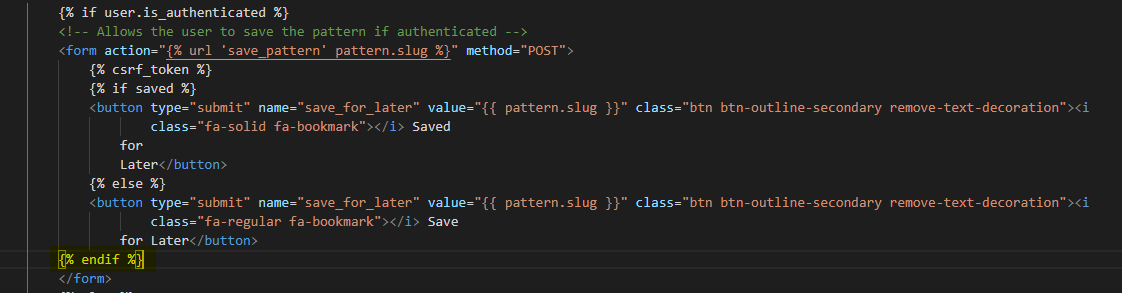 {% if user.is_authenticated %}
<!-- Allows the user to save the pattern if authenticated -->
<form action="{% url 'save_pattern' pattern.slug %}" method="POST">
{% csrf_token %}
{% if saved %}
<button type="submit" name="save_for_later" value="{{ pattern.slug }}" class="btn btn-outline-secondary remove-text-decoration"><i
class="fa-solid fa-bookmark"></i> Saved
for
Later</button>
{% else %}
<button type="submit" name="save_for_later" value="{{ pattern.slug }}" class="btn btn-outline-secondary remove-text-decoration"><i
class="fa-regular fa-bookmark"></i> Save
for Later</button>
{% endif %}
</form>